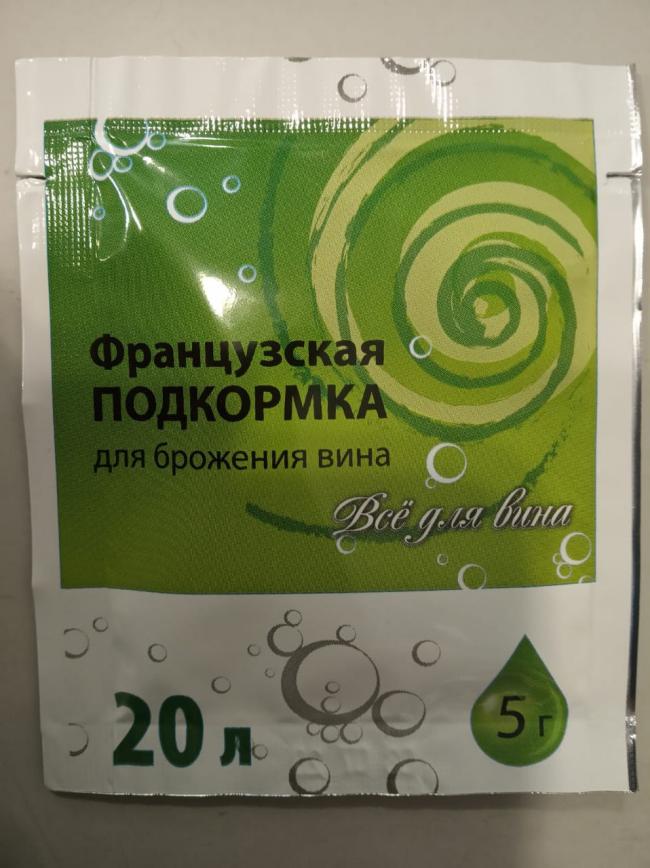 Французская
ПОДКОРМКА
для брожения вина
Всё для вина
20 л
5 г